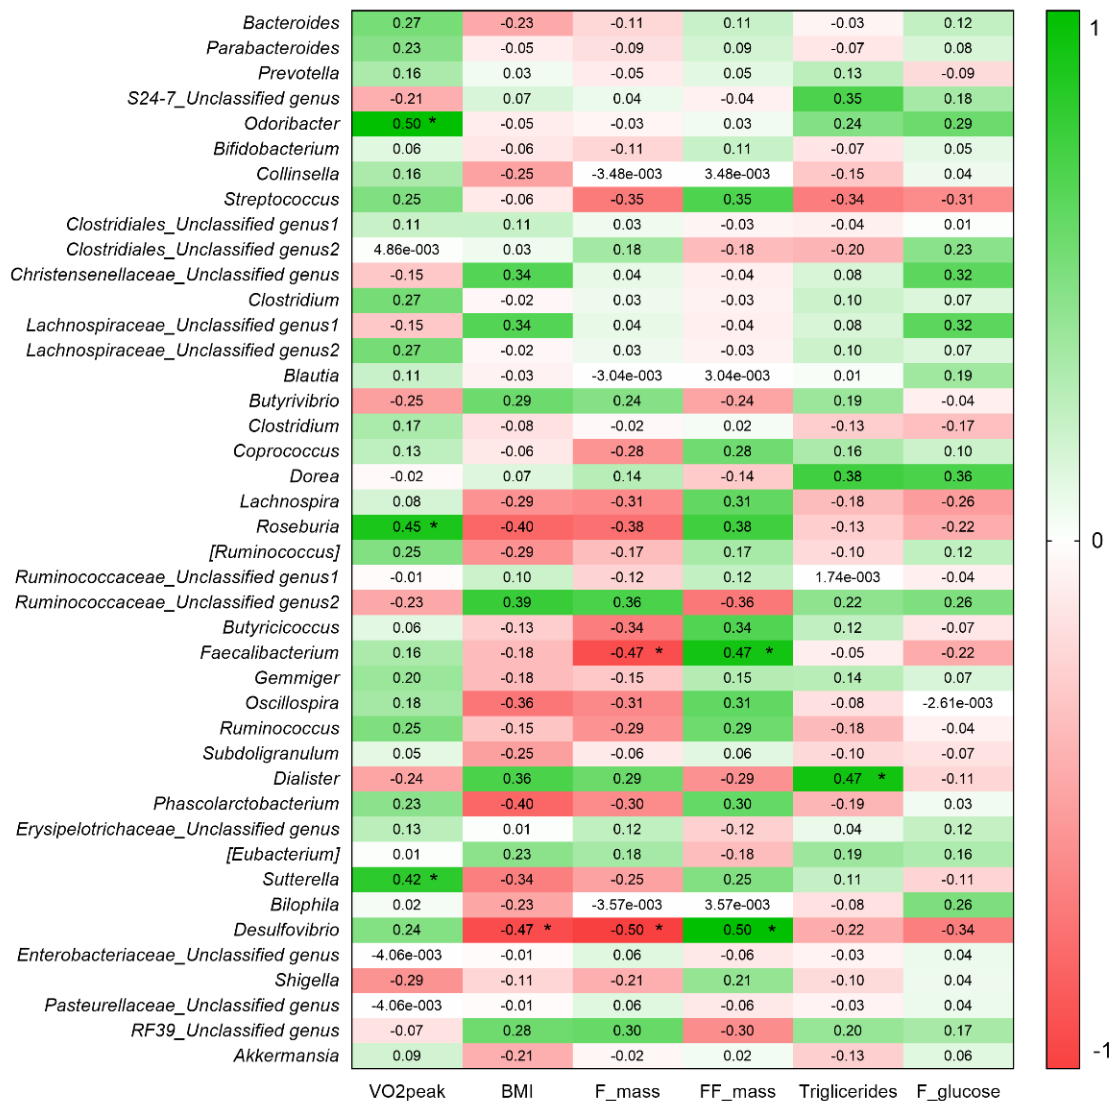 Bacteroides 0.27 -0.23 -0.11 0.11 -0.03 0.12 1
Parabacteroides 0.23 -0.05 -0.09 0.09 -0.07 0.08
Prevotella 0.16 0.03 -0.05 0.05 0.13 -0.09
S24-7_Unclassified genus -0.21 0.07 0.04 -0.04 0.35 0.18
Odoribacter 0.50 * -0.05 -0.03 0.03 0.24 0.29
Bifidobacterium 0.06 -0.06 -0.11 0.11 -0.07 0.05
Collinsella 0.16 -0.25 -3.48e-003 3.48e-003 -0.15 0.04
Streptococcus 0.25 -0.06 -0.35 0.35 -0.34 -0.31
Clostridiales_Unclassified genus1 0.11 0.11 0.03 -0.03 -0.04 0.01
Clostridiales_Unclassified genus2 4.86e-003 0.03 0.18 -0.18 -0.20 0.23
Christensenellaceae_Unclassified genus -0.15 0.34 0.04 -0.04 0.08 0.32
Clostridium 0.27 -0.02 0.03 -0.03 0.10 0.07
Lachnospiraceae_Unclassified genus1 -0.15 0.34 0.04 -0.04 0.08 0.32
Lachnospiraceae_Unclassified genus2 0.27 -0.02 0.03 -0.03 0.10 0.07
Blautia 0.11 -0.03 -3.04e-003 3.04e-003 0.01 0.19
Butyrivibrio -0.25 0.29 0.24 -0.24 0.19 -0.04
Clostridium 0.17 -0.08 -0.02 0.02 -0.13 -0.17
Coprococcus 0.13 -0.06 -0.28 0.28 0.16 0.10
Dorea -0.02 0.07 0.14 -0.14 0.38 0.36
Lachnospira 0.08 -0.29 -0.31 0.31 -0.18 -0.26
Roseburia 0.45 * -0.40 -0.38 0.38 -0.13 -0.22
[Ruminococcus] 0.25 -0.29 -0.17 0.17 -0.10 0.12 0
Ruminococcaceae_Unclassified genus1 -0.01 0.10 -0.12 0.12 1.74e-003 -0.04
Ruminococcaceae_Unclassified genus2 -0.23 0.39 0.36 -0.36 0.22 0.26
Butyricicoccus 0.06 -0.13 -0.34 0.34 0.12 -0.07
Faecalibacterium 0.16 -0.18 -0.47 * 0.47 * -0.05 -0.22
Gemmiger 0.20 -0.18 -0.15 0.15 0.14 0.07
Oscillospira 0.18 -0.36 -0.31 0.31 -0.08 -2.61e-003
Ruminococcus 0.25 -0.15 -0.29 0.29 -0.18 -0.04
Subdoligranulum 0.05 -0.25 -0.06 0.06 -0.10 -0.07
Dialister -0.24 0.36 0.29 -0.29 0.47 * -0.11
Phascolarctobacterium 0.23 -0.40 -0.30 0.30 -0.19 0.03
Erysipelotrichaceae_Unclassified genus 0.13 0.01 0.12 -0.12 0.04 0.12
[Eubacterium] 0.01 0.23 0.18 -0.18 0.19 0.16
Sutterella 0.42 * -0.34 -0.25 0.25 0.11 -0.11
Bilophila 0.02 -0.23 -3.57e-003 3.57e-003 -0.08 0.26
Desulfovibrio 0.24 -0.47 * -0.50 * 0.50 * -0.22 -0.34
Enterobacteriaceae_Unclassified genus -4.06e-003 -0.01 0.06 -0.06 -0.03 0.04
Shigella -0.29 -0.11 -0.21 0.21 -0.10 0.04
Pasteurellaceae_Unclassified genus -4.06e-003 -0.01 0.06 -0.06 -0.03 0.04
RF39_Unclassified genus -0.07 0.28 0.30 -0.30 0.20 0.17
Akkermansia 0.09 -0.21 -0.02 0.02 -0.13 0.06 -1
VO2peak BMI F_mass FF_mass Triglicerides F_glucose